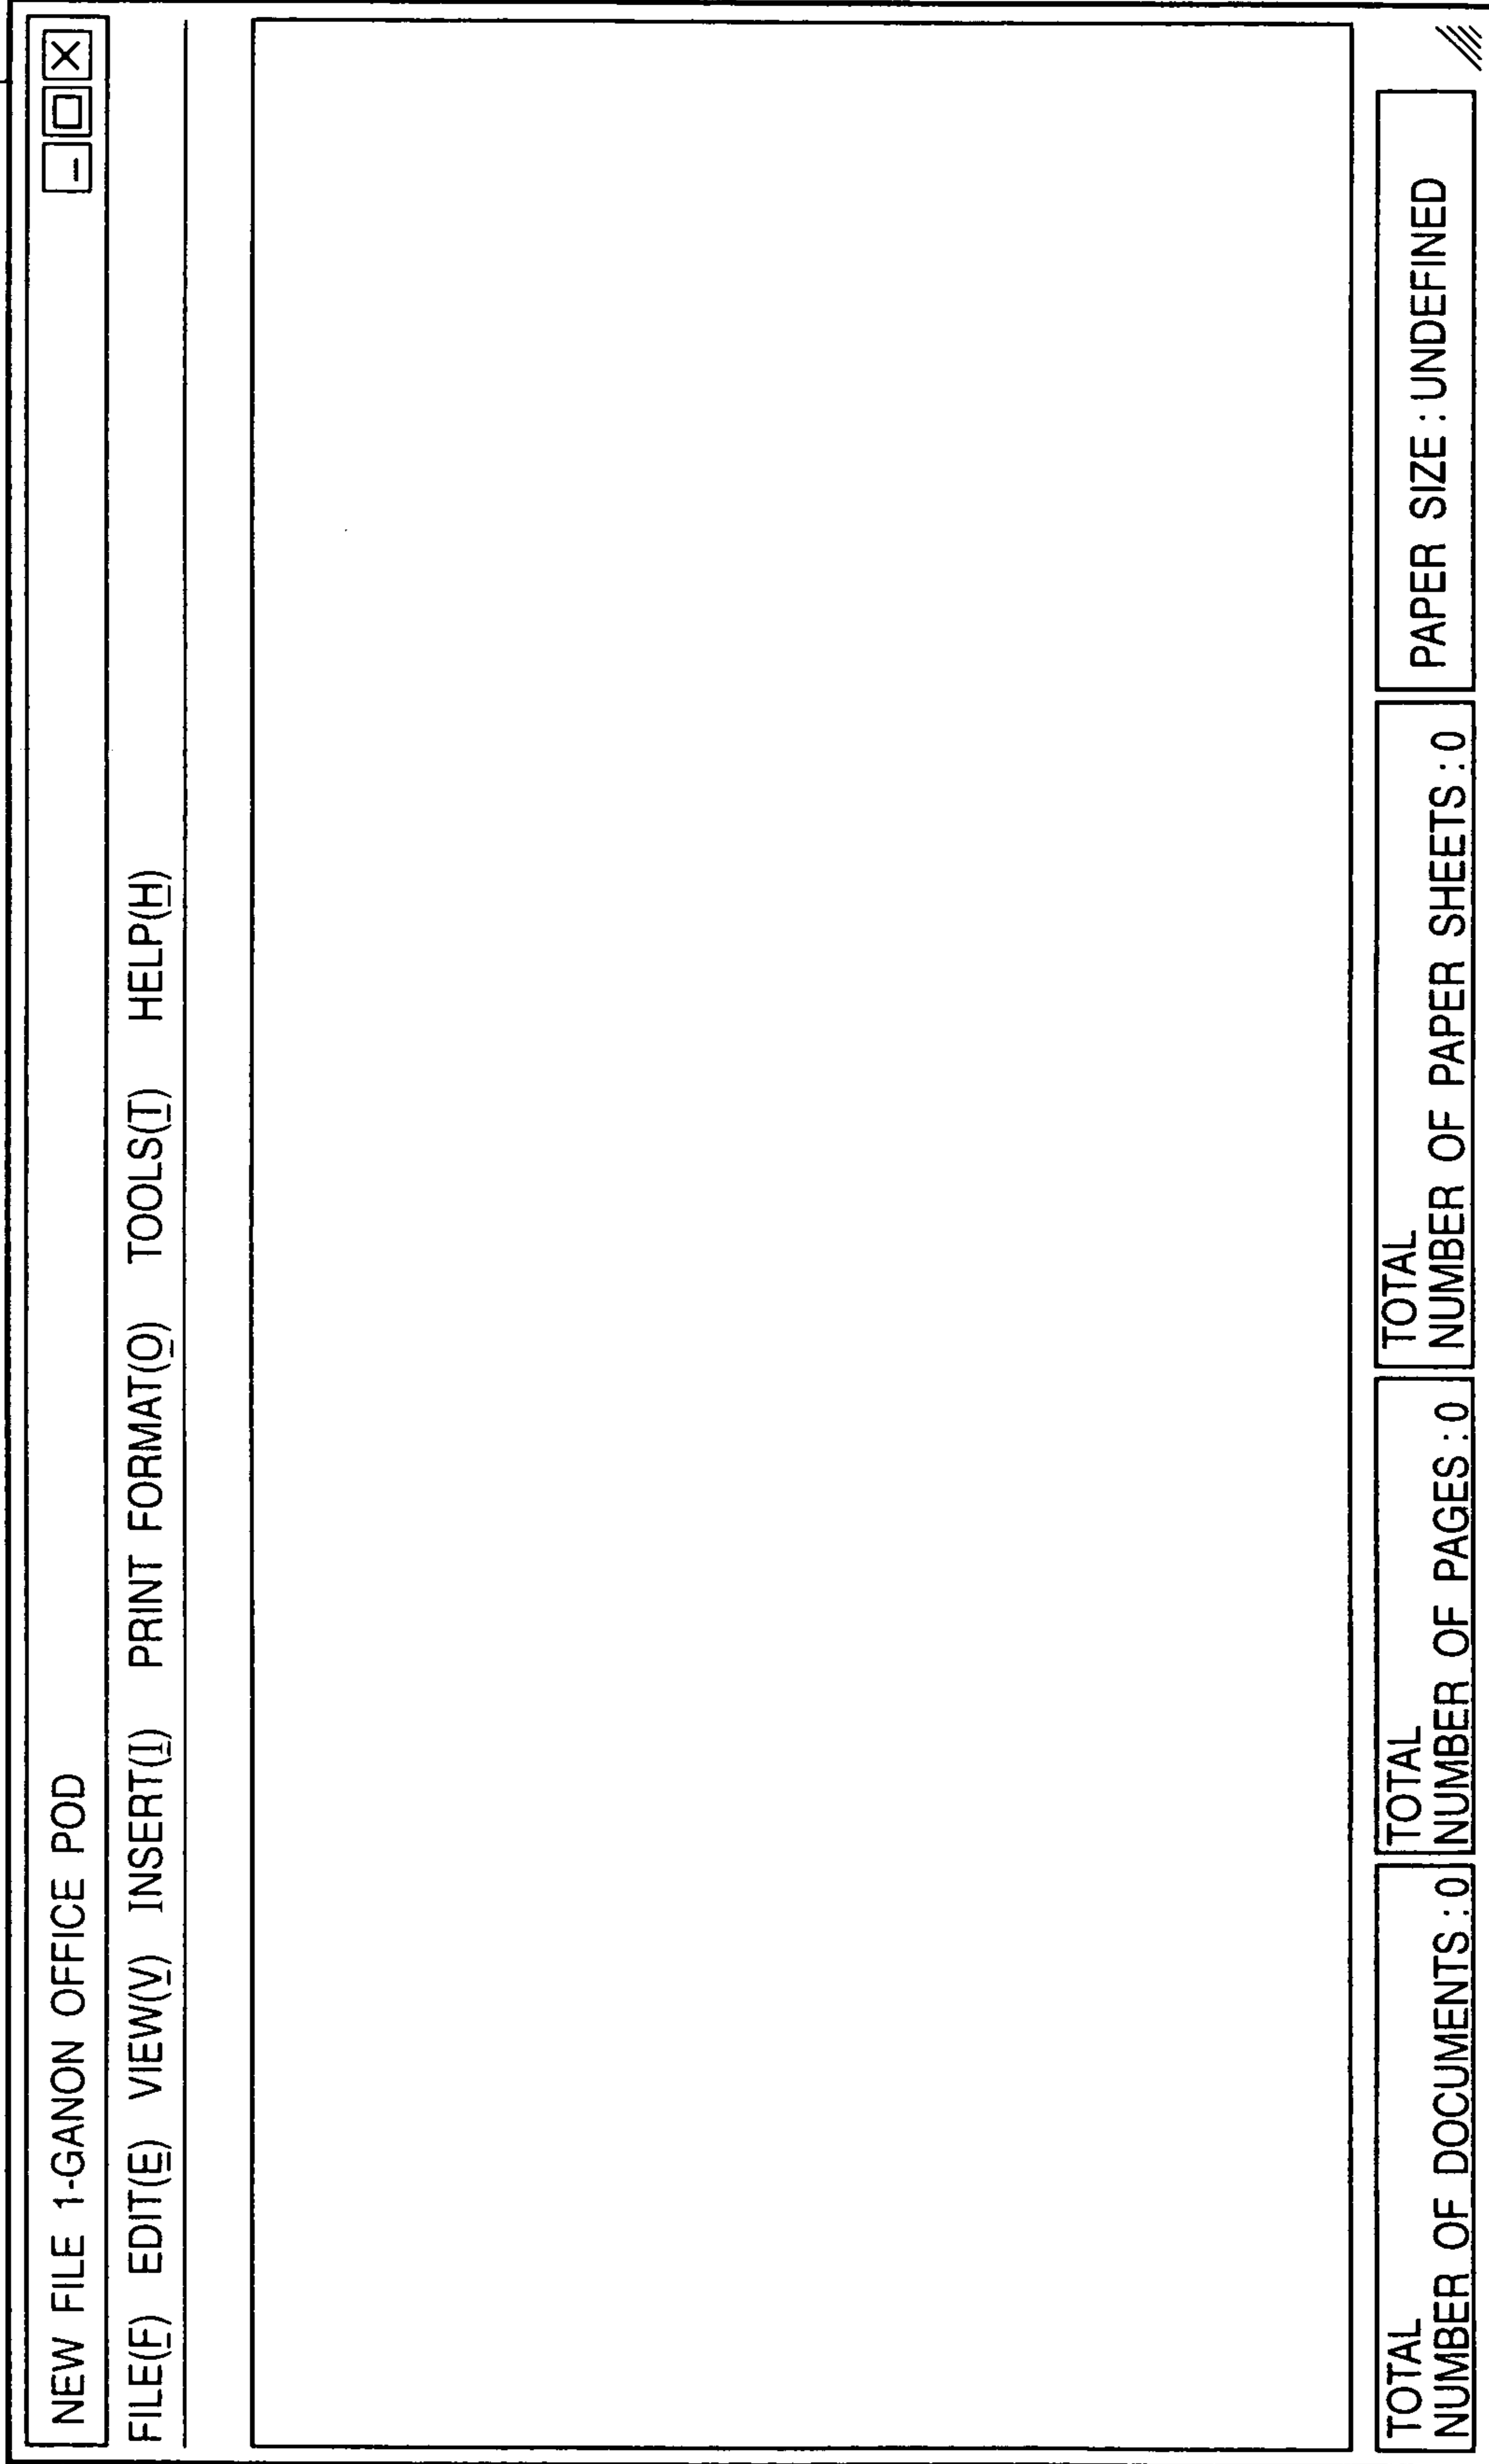 NEW FILE 1-GANON OFFICE POD
FILE(F) EDIT(E) VIEW(V) INSERT(I) PRINT FORMAT(O) TOOLS(T) HELP(H)
TOTAL
NUMBER OF DOCUMENTS : 0
TOTAL
NUMBER OF PAGES : 0
TOTAL
NUMBER OF PAPER SHEETS : 0
PAPER SIZE : UNDEFINED